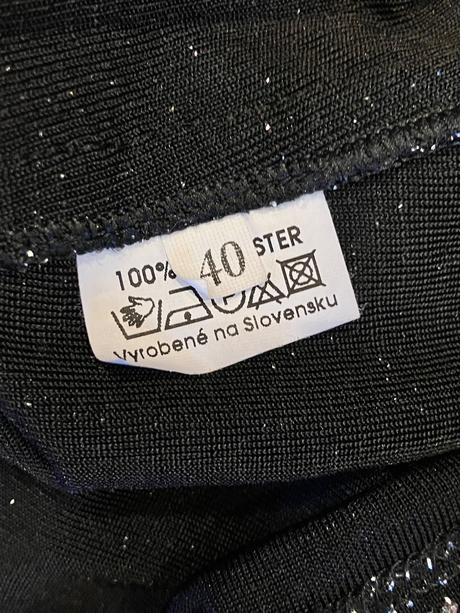 100% STER
40
Vyrobené na Slovensku